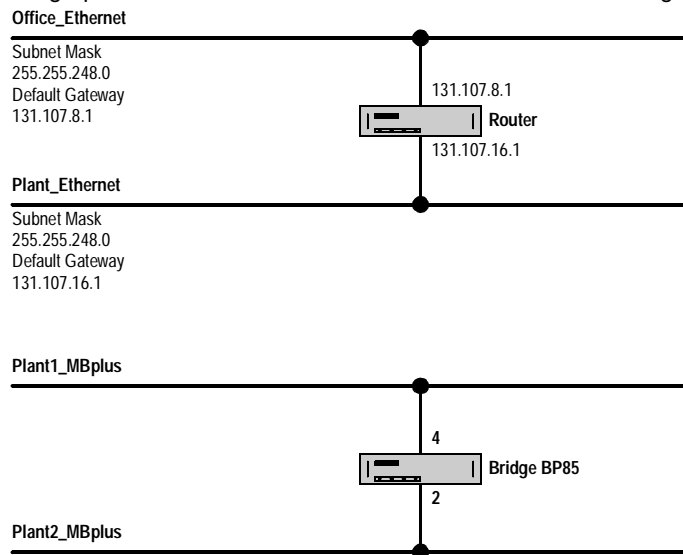 Office_Ethernet
Subnet Mask
255.255.248.0
Default Gateway
131.107.8.1
131.107.8.1
Router
131.107.16.1
Plant_Ethernet
Subnet Mask
255.255.248.0
Default Gateway
131.107.16.1
Plant1_MBplus
4
Bridge BP85
2
Plant2_MBplus